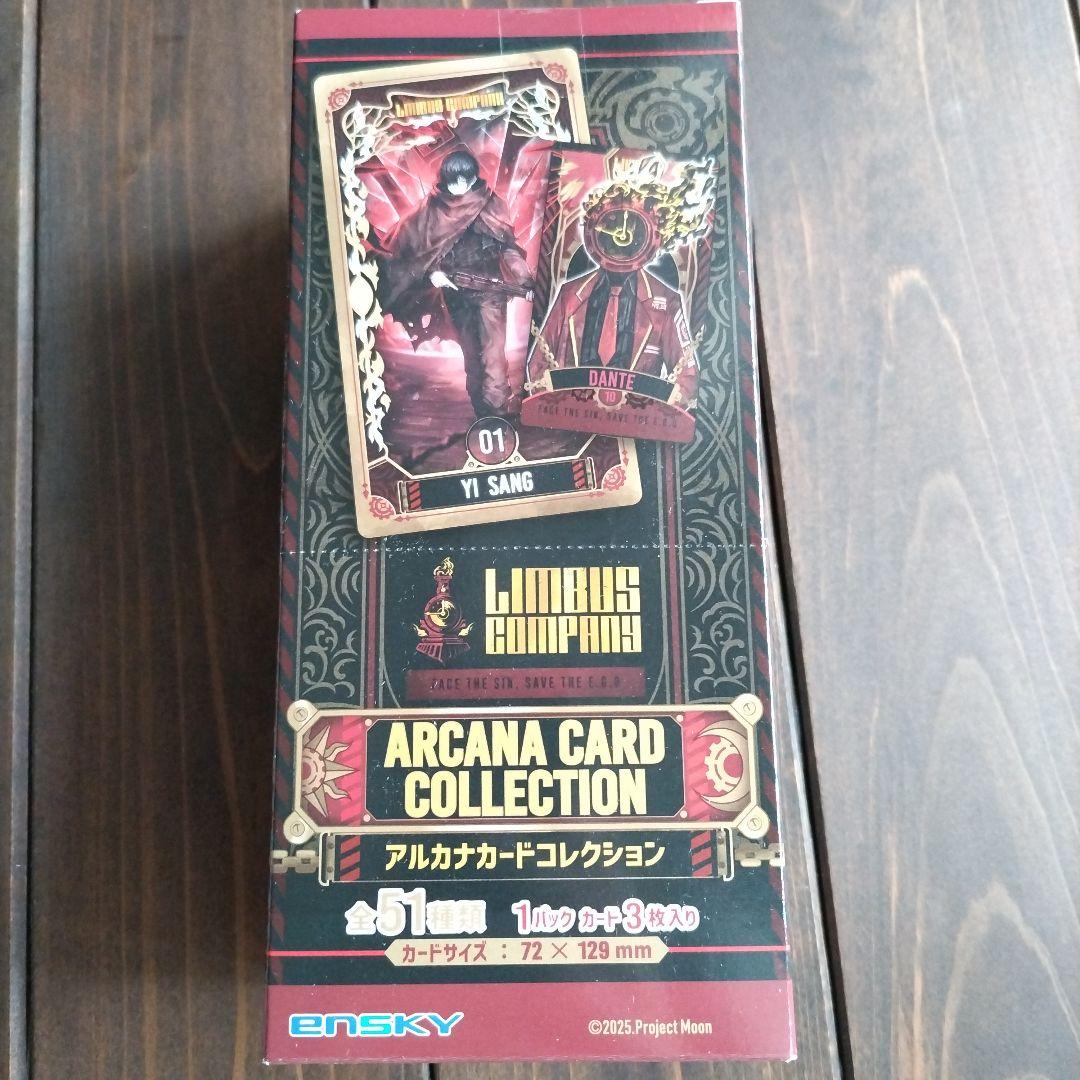 LIMBUS COMPANY
01
YI SANG
DANTE
10
FACE THE SIN, SAVE THE E.G.O
LIMBUS
COMPANY
FACE THE SIN, SAVE THE E.G.O
ARCANA CARD
COLLECTION
アルカナカードコレクション
全51種類 1パック カード3枚入り
カードサイズ : 72 × 129 mm
ensky ©2025.Project Moon